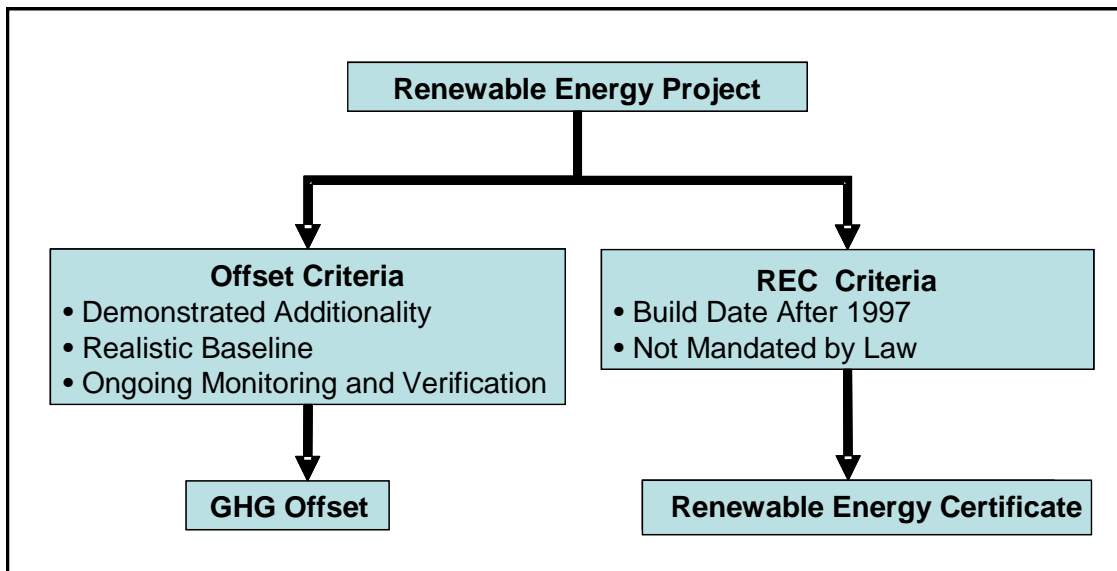 Renewable Energy Project
Offset Criteria
• Demonstrated Additionality
• Realistic Baseline
• Ongoing Monitoring and Verification
REC Criteria
• Build Date After 1997
• Not Mandated by Law
GHG Offset
Renewable Energy Certificate